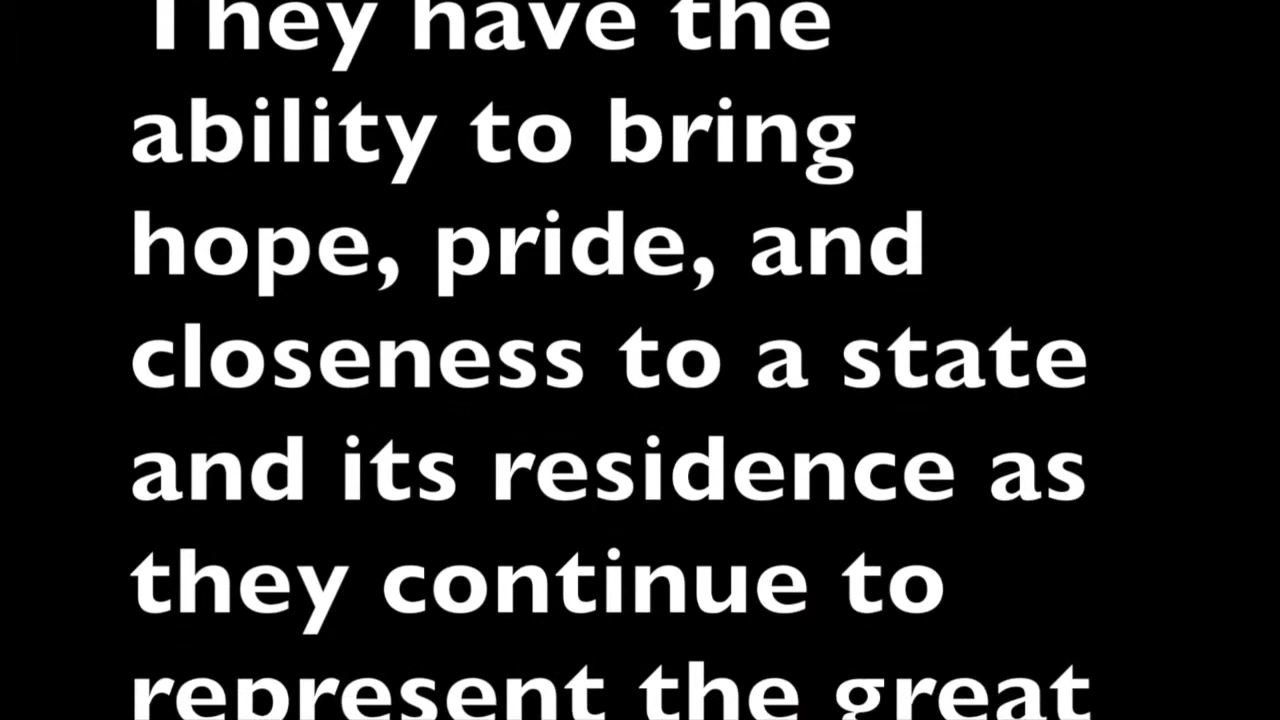 They have the
ability to bring
hope, pride, and
closeness to a state
and its residence as
they continue to
represent the great